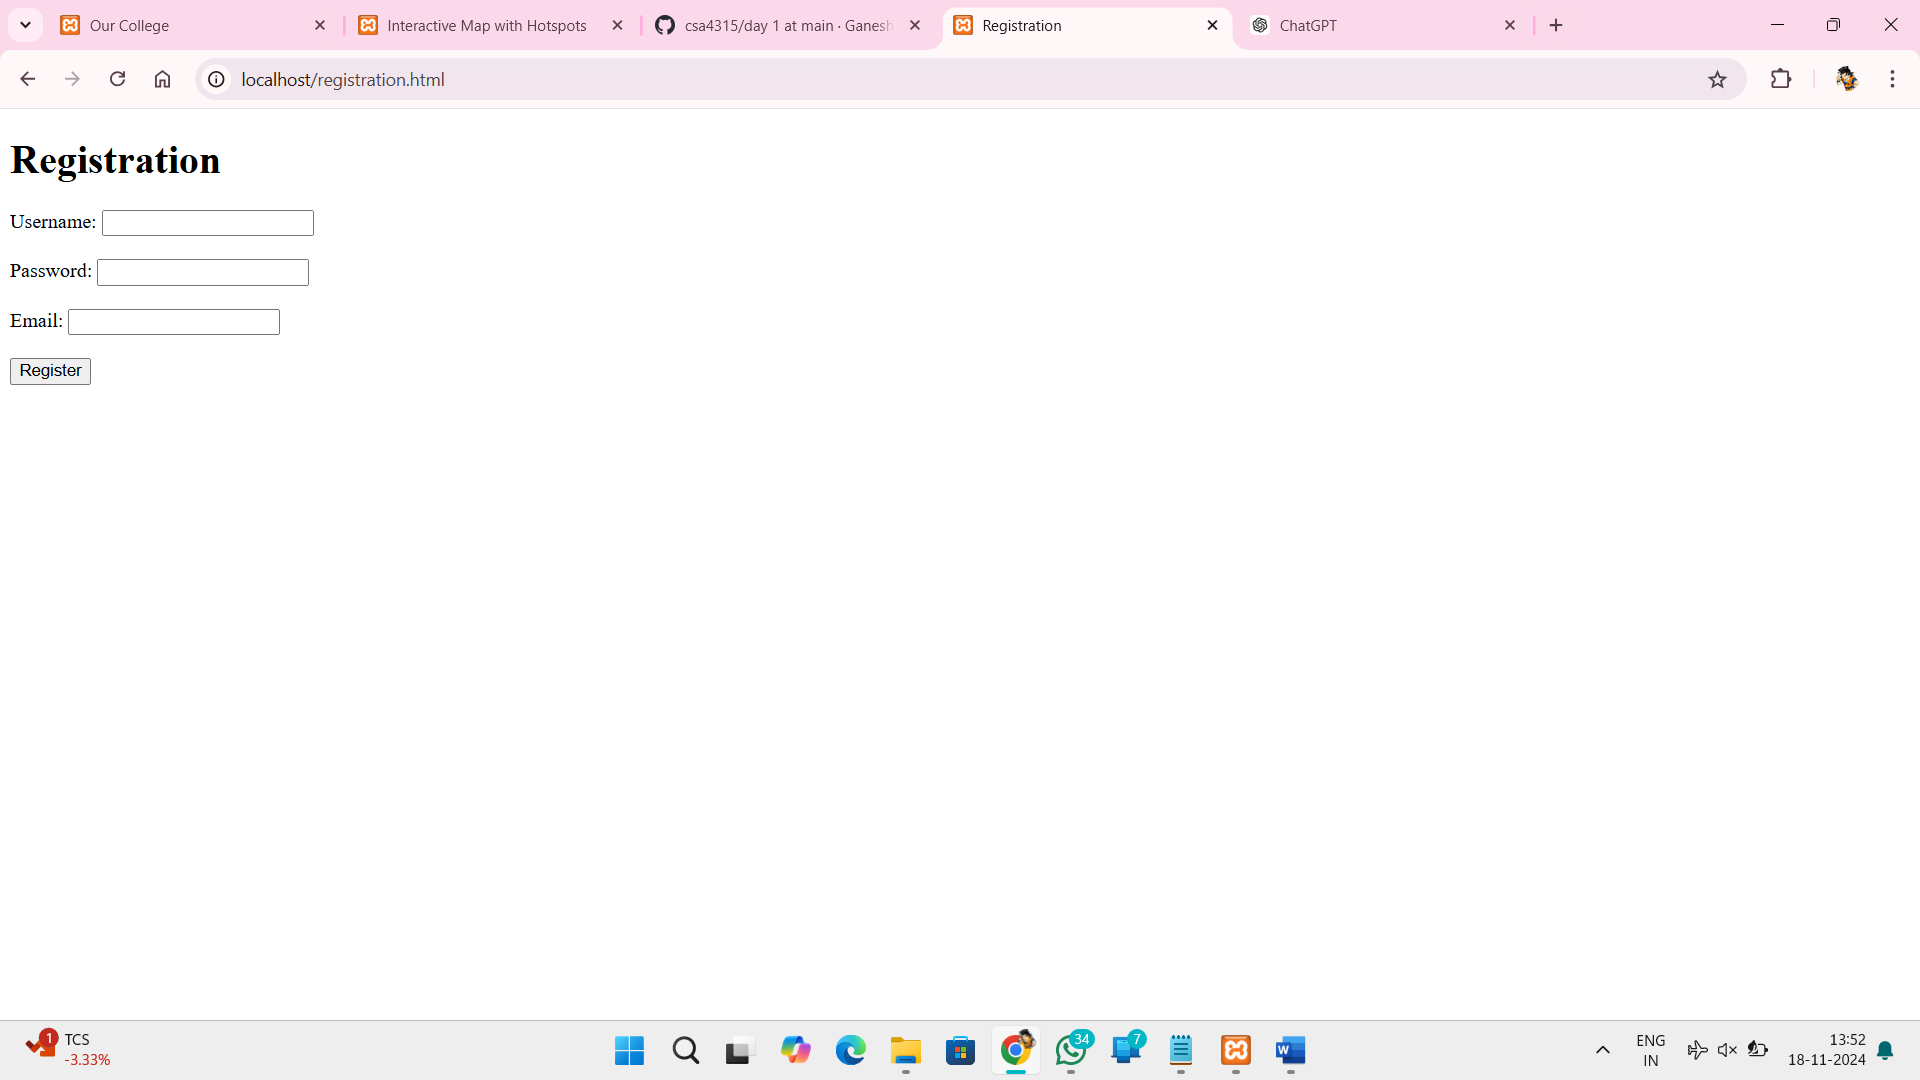 Our College
Interactive Map with Hotspots
csa4315/day 1 at main · Ganesh
Registration
ChatGPT
localhost/registration.html
Registration
Username:
Password:
Email:
Register
1
TCS
-3.33%
34
7
W
ENG
IN
13:52
18-11-2024